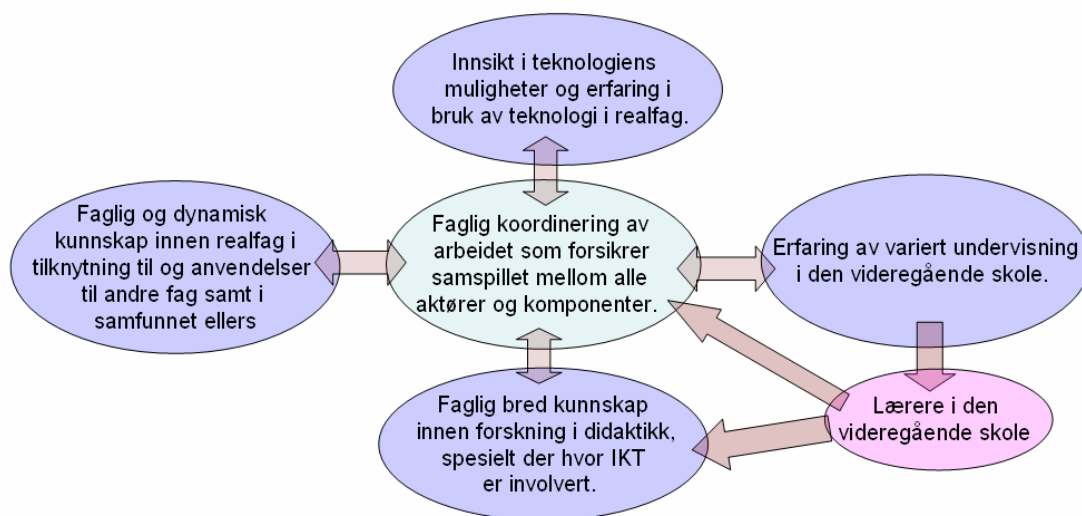 Innsikt i teknologiens
muligheter og erfaring i
bruk av teknologi i realfag.
Faglig og dynamisk
kunnskap innen realfag i
tilknytning til og anvendelser
til andre fag samt i
samfunnet ellers
Faglig koordinering av
arbeidet som forsikrer
samspillet mellom alle
aktører og komponenter.
Erfaring av variert undervisning
i den videregående skole.
Faglig bred kunnskap
innen forskning i didaktikk,
spesielt der hvor IKT
er involvert.
Lærere i den
videregående skole